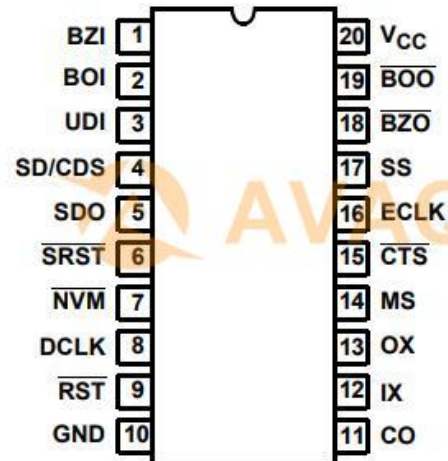 BZI 1 20 VCC
BOI 2 19 BOO
UDI 3 18 BZO
SD/CDS 4 17 SS
SDO 5 16 ECLK
SRST 6 15 CTS
NVM 7 14 MS
DCLK 8 13 OX
RST 9 12 IX
GND 10 11 CO
AVAQ